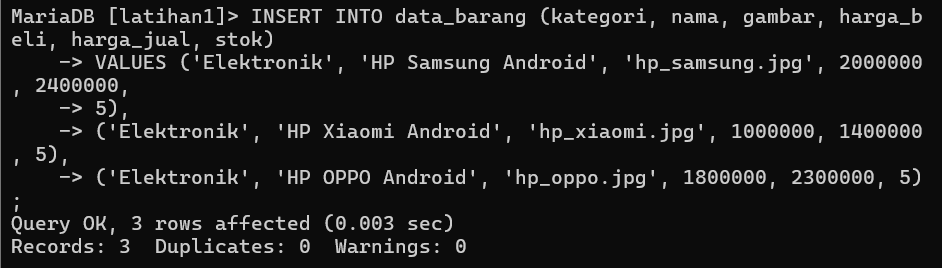 MariaDB [latihan1]> INSERT INTO data_barang (kategori, nama, gambar, harga_b
eli, harga_jual, stok)
    -> VALUES ('Elektronik', 'HP Samsung Android', 'hp_samsung.jpg', 2000000
, 2400000,
    -> 5),
    -> ('Elektronik', 'HP Xiaomi Android', 'hp_xiaomi.jpg', 1000000, 1400000
, 5),
    -> ('Elektronik', 'HP OPPO Android', 'hp_oppo.jpg', 1800000, 2300000, 5)
;
Query OK, 3 rows affected (0.003 sec)
Records: 3  Duplicates: 0  Warnings: 0